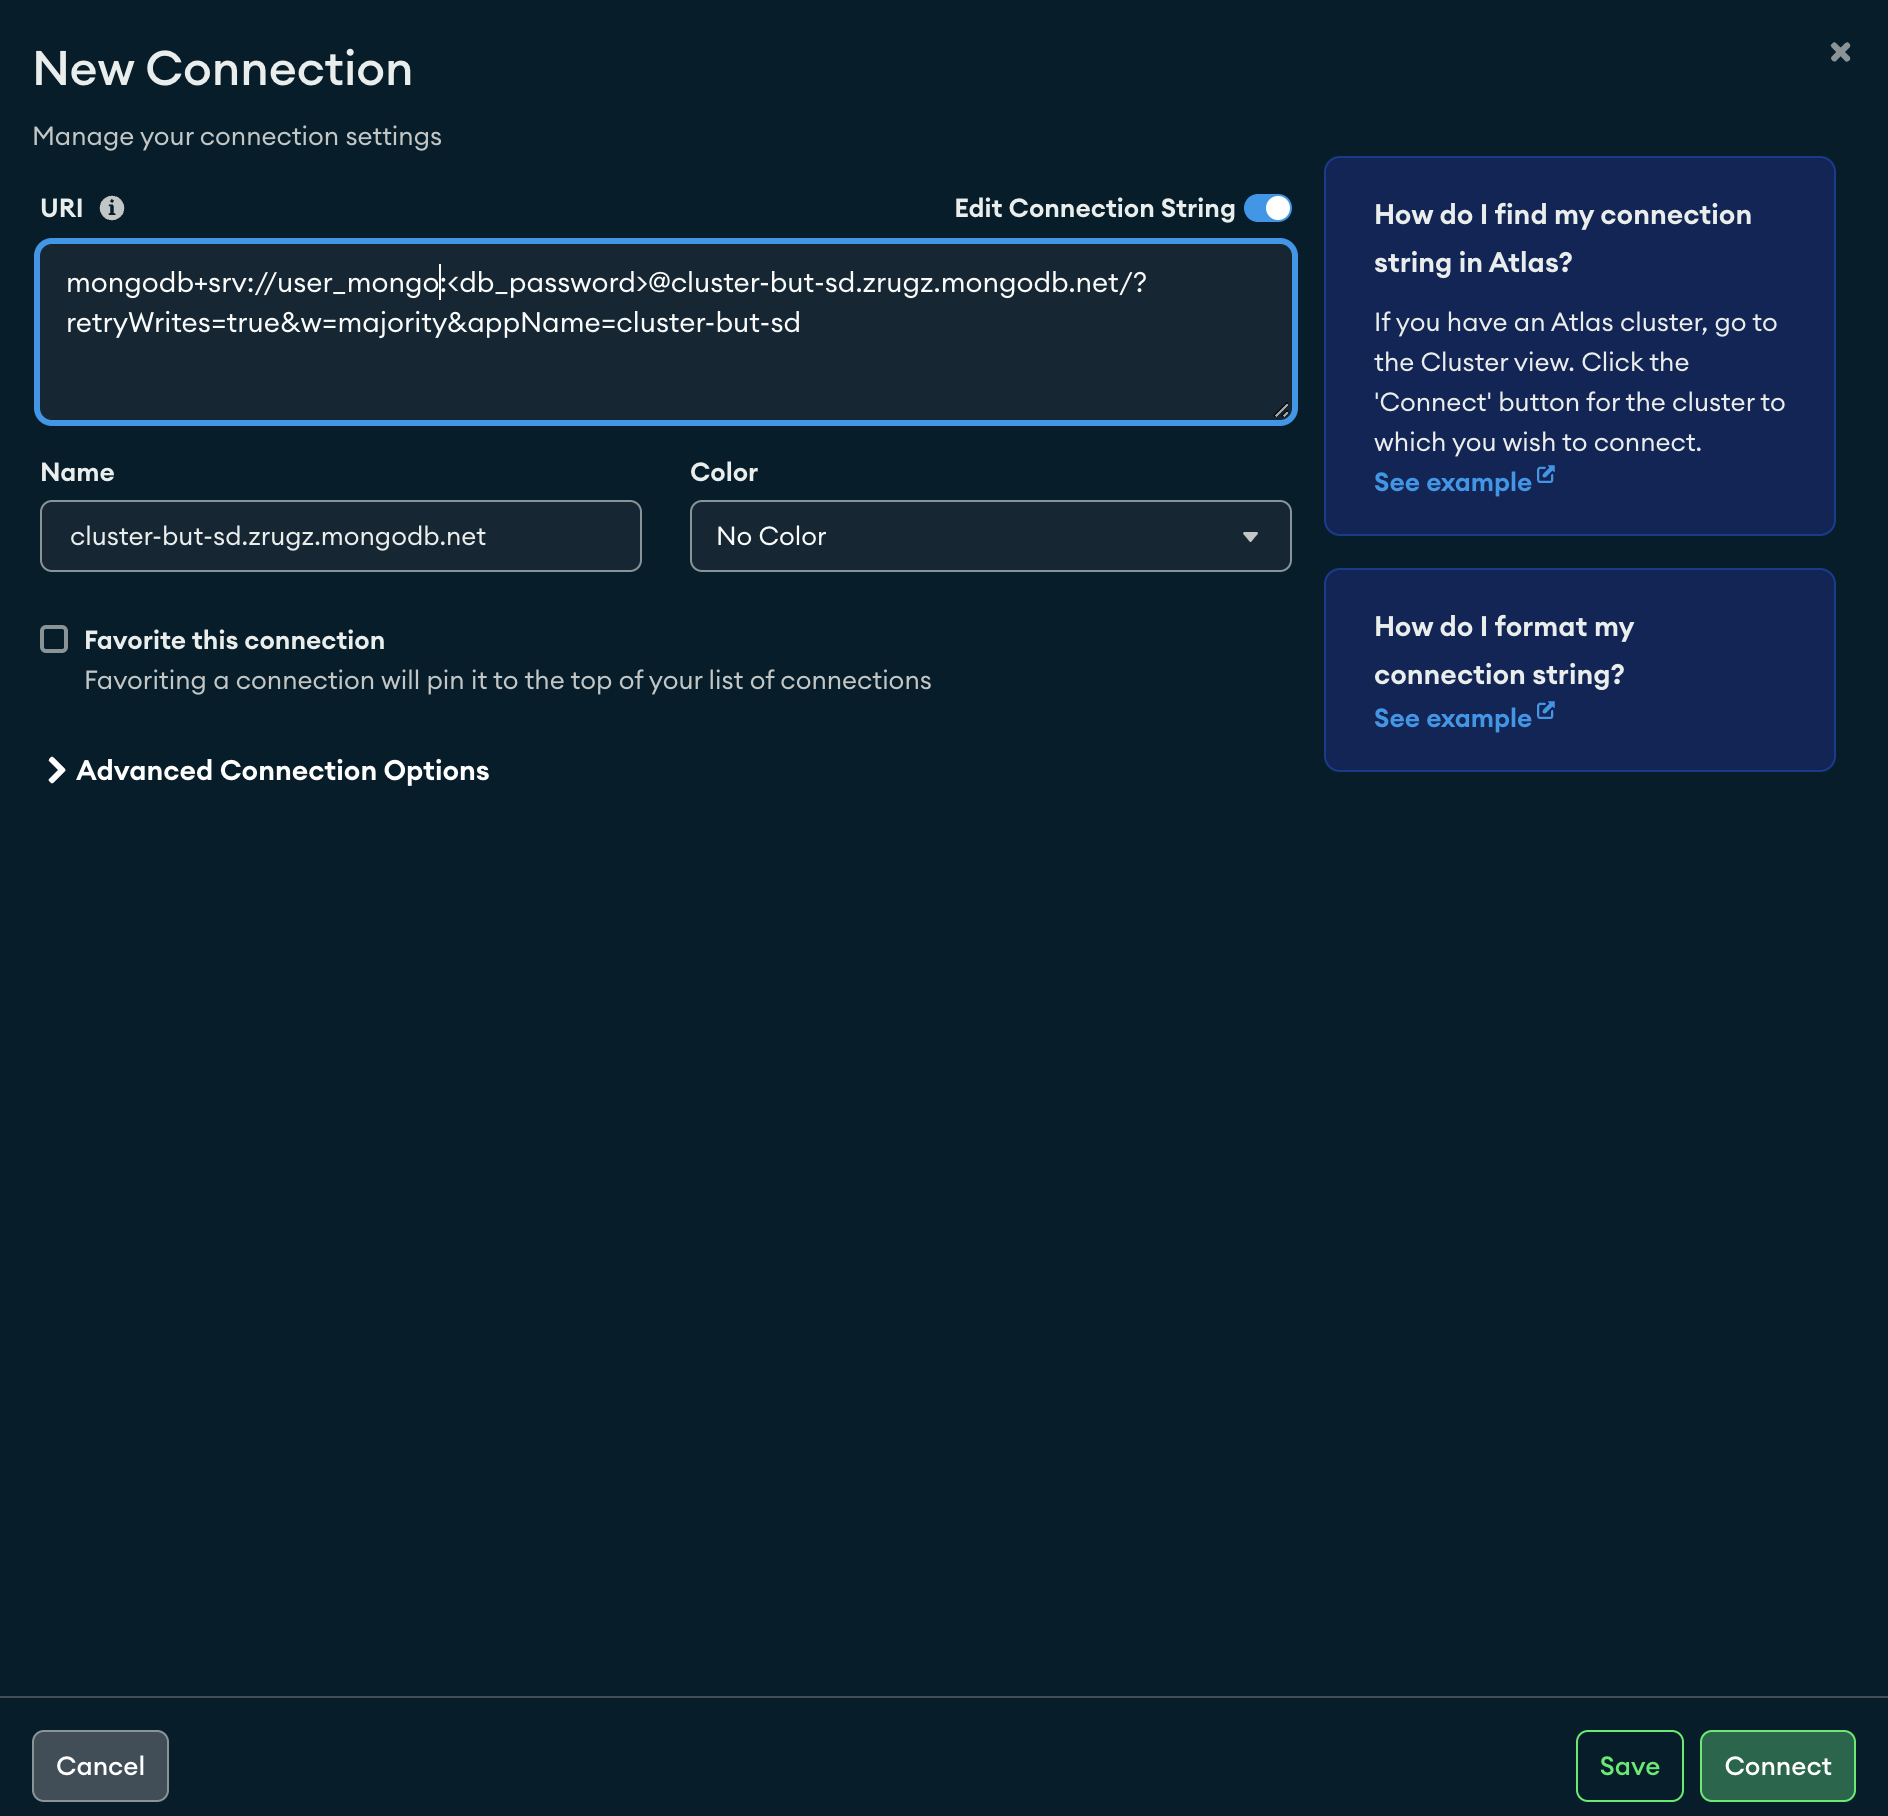 New Connection
Manage your connection settings
URI
Edit Connection String
mongodb+srv://user_mongo:<db_password>@cluster-but-sd.zrugz.mongodb.net/?
retryWrites=true&w=majority&appName=cluster-but-sd
Name
Color
cluster-but-sd.zrugz.mongodb.net
No Color
Favorite this connection
Favoriting a connection will pin it to the top of your list of connections
Advanced Connection Options
How do I find my connection
string in Atlas?
If you have an Atlas cluster, go to
the Cluster view. Click the
'Connect' button for the cluster to
which you wish to connect.
See example
How do I format my
connection string?
See example
Cancel
Save
Connect